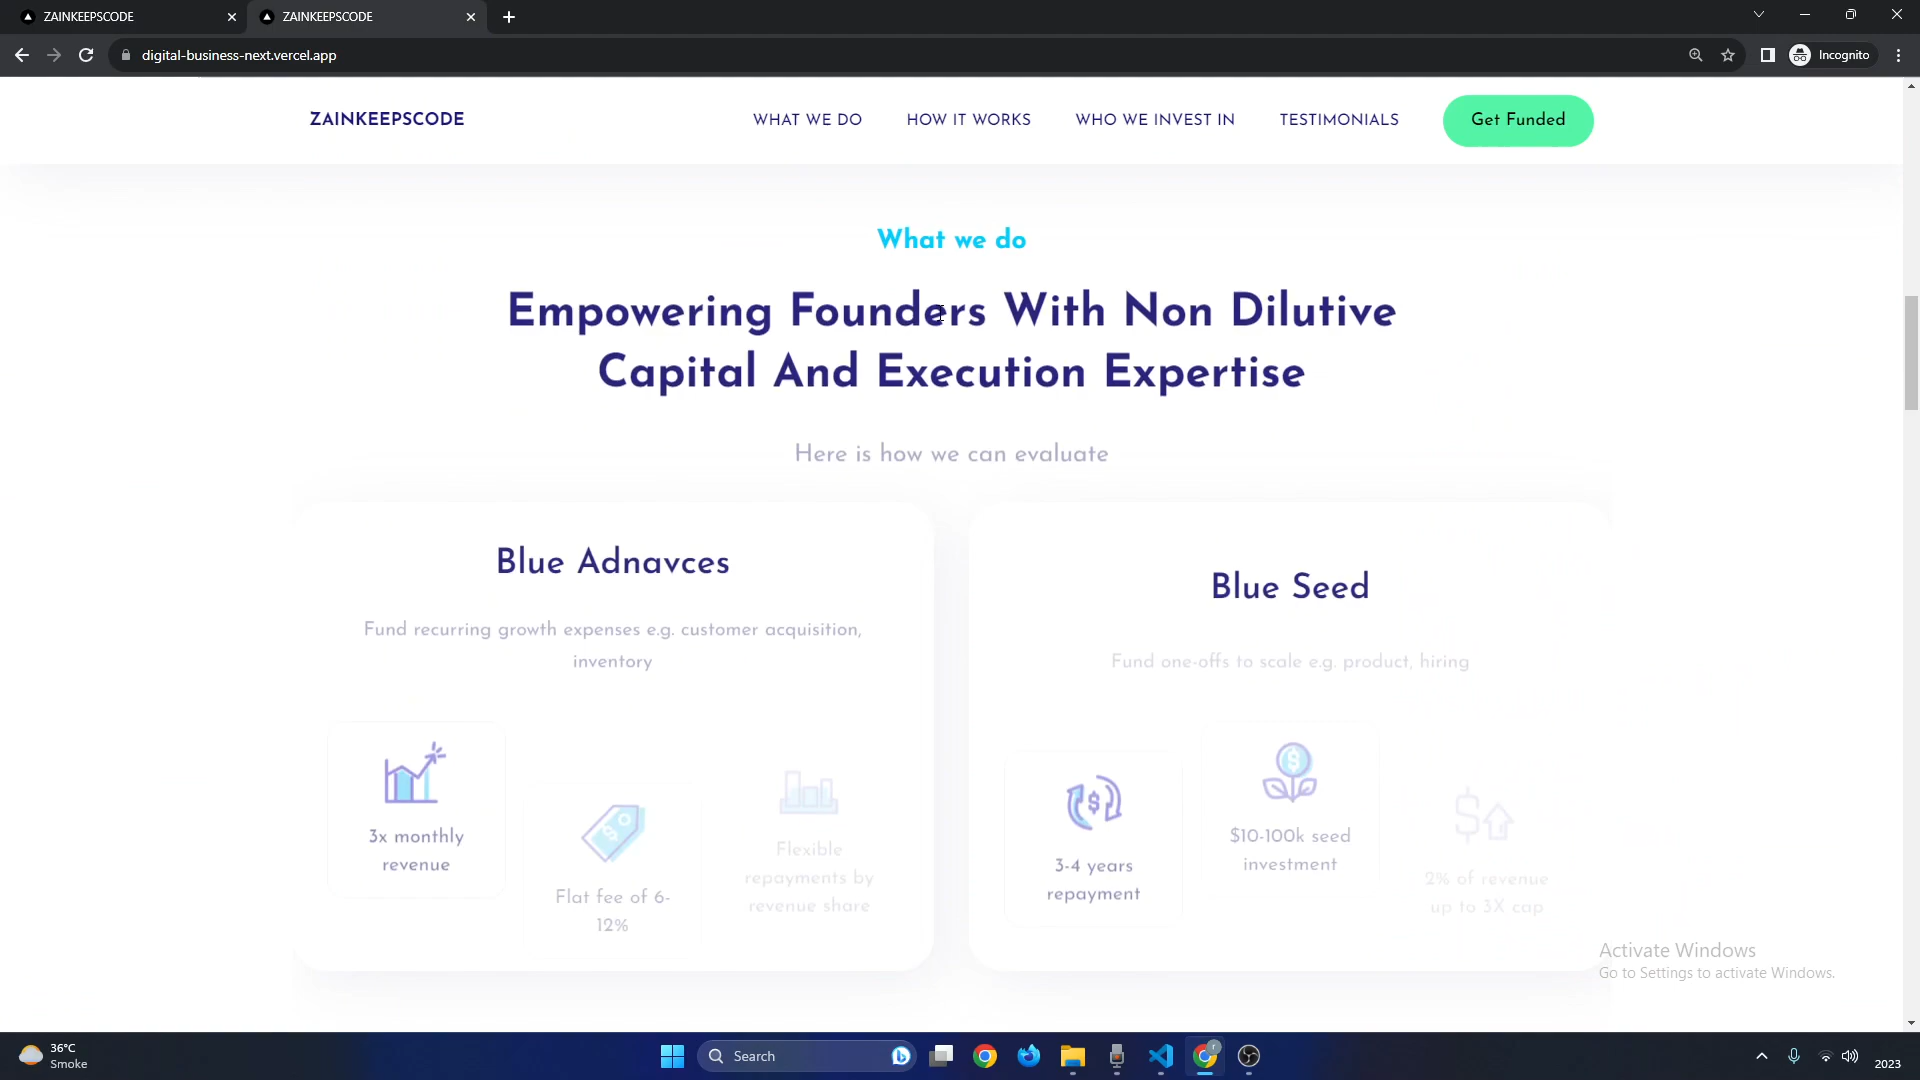 ZAINKEEPSCODE
ZAINKEEPSCODE
digital-business-next.vercel.app
Incognito
ZAINKEEPSCODE
WHAT WE DO
HOW IT WORKS
WHO WE INVEST IN
TESTIMONIALS
Get Funded
What we do
Empowering Founders With Non Dilutive
Capital And Execution Expertise
Here is how we can evaluate
Blue Adnavces
Fund recurring growth expenses e.g. customer acquisition,
inventory
3x monthly
revenue
Flat fee of 6-
12%
Flexible
repayments by
revenue share
Blue Seed
Fund one-offs to scale e.g. product, hiring
3-4 years
repayment
$10-100k seed
investment
2% of revenue
up to 3X cap
Activate Windows
Go to Settings to activate Windows.
36°C
Smoke
Search
2023